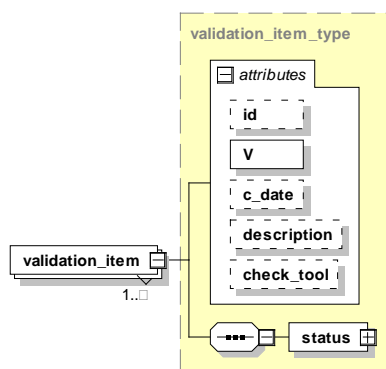 validation_item_type
attributes
id
V
c_date
description
check_tool
validation_item
1..□
status